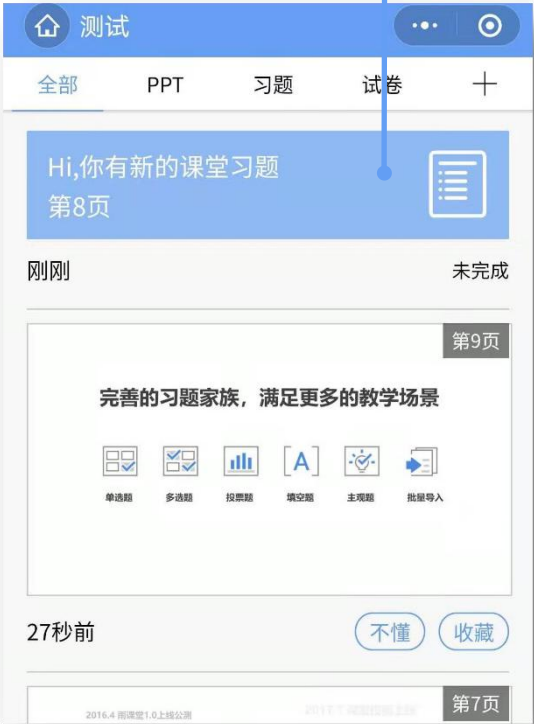 测试
全部 PPT 习题 试卷
Hi,你有新的课堂习题
第8页
刚刚 未完成
第9页
完善的习题家族，满足更多的教学场景
A
单选题 多选题 投票题 填空题 主观题 批量导入
27秒前 不懂 收藏
第7页
2016.4 雨课堂1.0上线公测